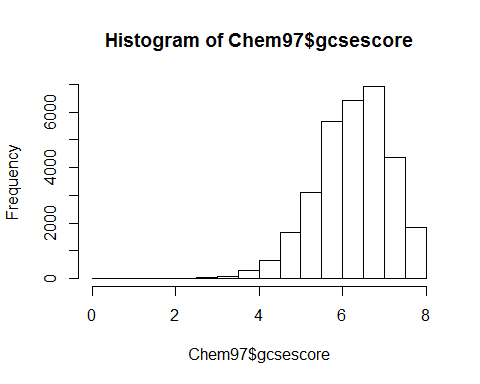 Histogram of Chem97$gcsescore
Frequency
6000
4000
2000
0
0 2 4 6 8
Chem97$gcsescore